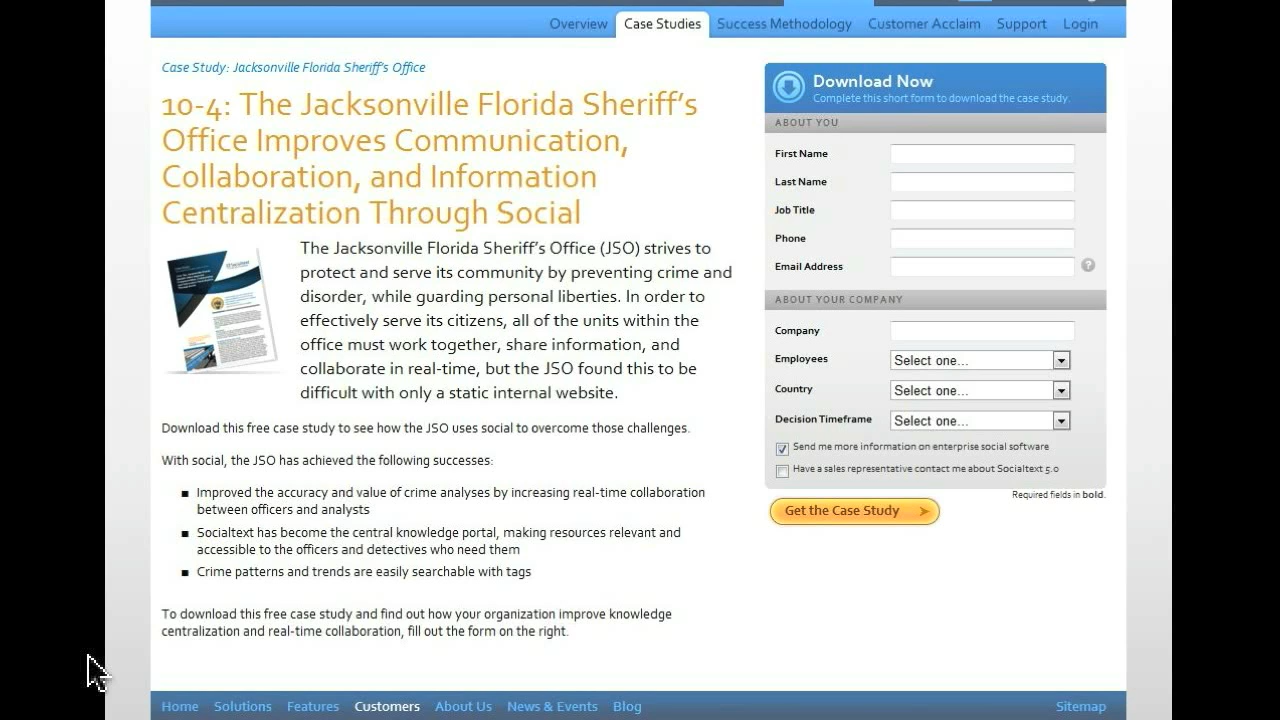 Overview Case Studies Success Methodology Customer Acclaim Support Login
Case Study: Jacksonville Florida Sheriff's Office
10-4: The Jacksonville Florida Sheriff's
Office Improves Communication,
Collaboration, and Information
Centralization Through Social
The Jacksonville Florida Sheriff's Office (JSO) strives to
protect and serve its community by preventing crime and
disorder, while guarding personal liberties. In order to
effectively serve its citizens, all of the units within the
office must work together, share information, and
collaborate in real-time, but the JSO found this to be
difficult with only a static internal website.
Download this free case study to see how the JSO uses social to overcome those challenges.
With social, the JSO has achieved the following successes:
■ Improved the accuracy and value of crime analyses by increasing real-time collaboration
between officers and analysts
■ Socialtext has become the central knowledge portal, making resources relevant and
accessible to the officers and detectives who need them
■ Crime patterns and trends are easily searchable with tags
To download this free case study and find out how your organization improve knowledge
centralization and real-time collaboration, fill out the form on the right.
Download Now
Complete this short form to download the case study.
ABOUT YOU
First Name
Last Name
Job Title
Phone
Email Address ?
ABOUT YOUR COMPANY
Company
Employees Select one...
Country Select one...
Decision Timeframe Select one...
Send me more information on enterprise social software
Have a sales representative contact me about Socialtext 5.0
Required fields in bold.
Get the Case Study
Home Solutions Features Customers About Us News & Events Blog Sitemap